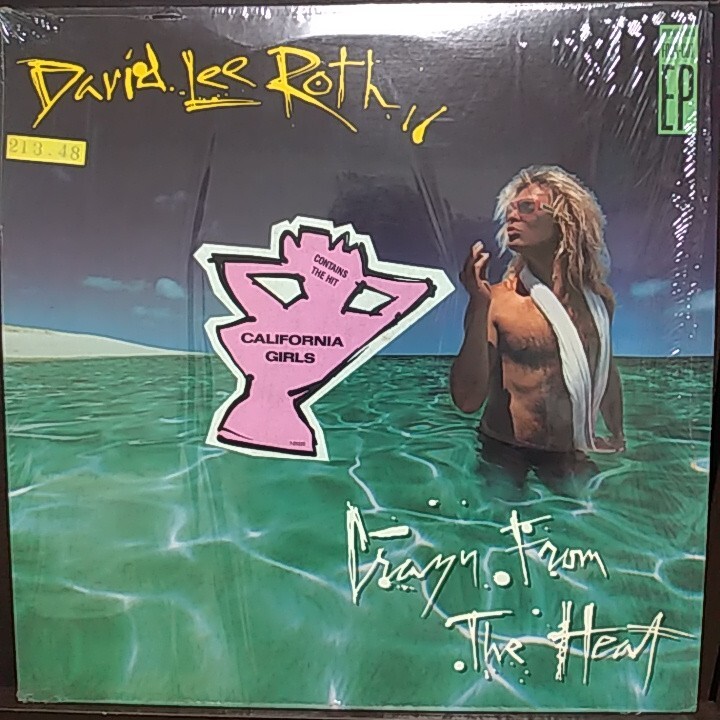 David Lee Roth
EP
213.48
CONTAINS
THE HIT
CALIFORNIA
GIRLS
Crazy From
The Heat